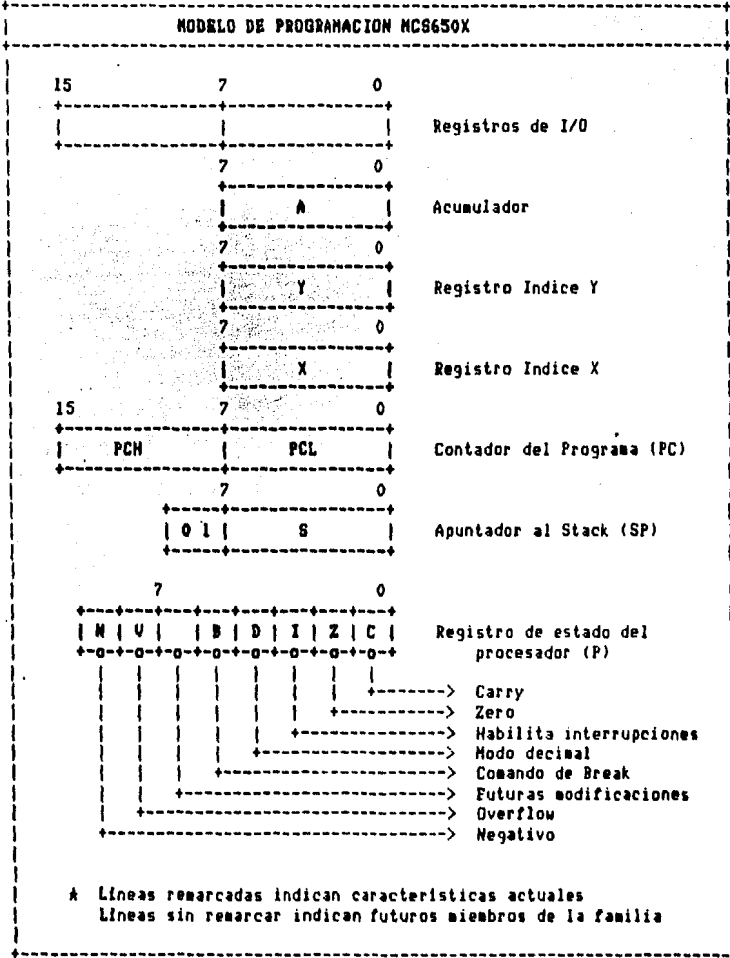 MODELO DE PROGRAMACION MCS650X
15 7 0
Registros de I/O
7 0
A Acumulador
7 0
Y Registro Indice Y
7 0
X Registro Indice X
15 7 0
PCH PCL Contador del Programa (PC)
7 0
0 1 S Apuntador al Stack (SP)
7 0
N V B D I Z C Registro de estado del
procesador (P)
Carry
Zero
Habilita interrupciones
Modo decimal
Comando de Break
Futuras modificaciones
Overflow
Negativo
* Líneas remarcadas indican características actuales
Líneas sin remarcar indican futuros miembros de la familia